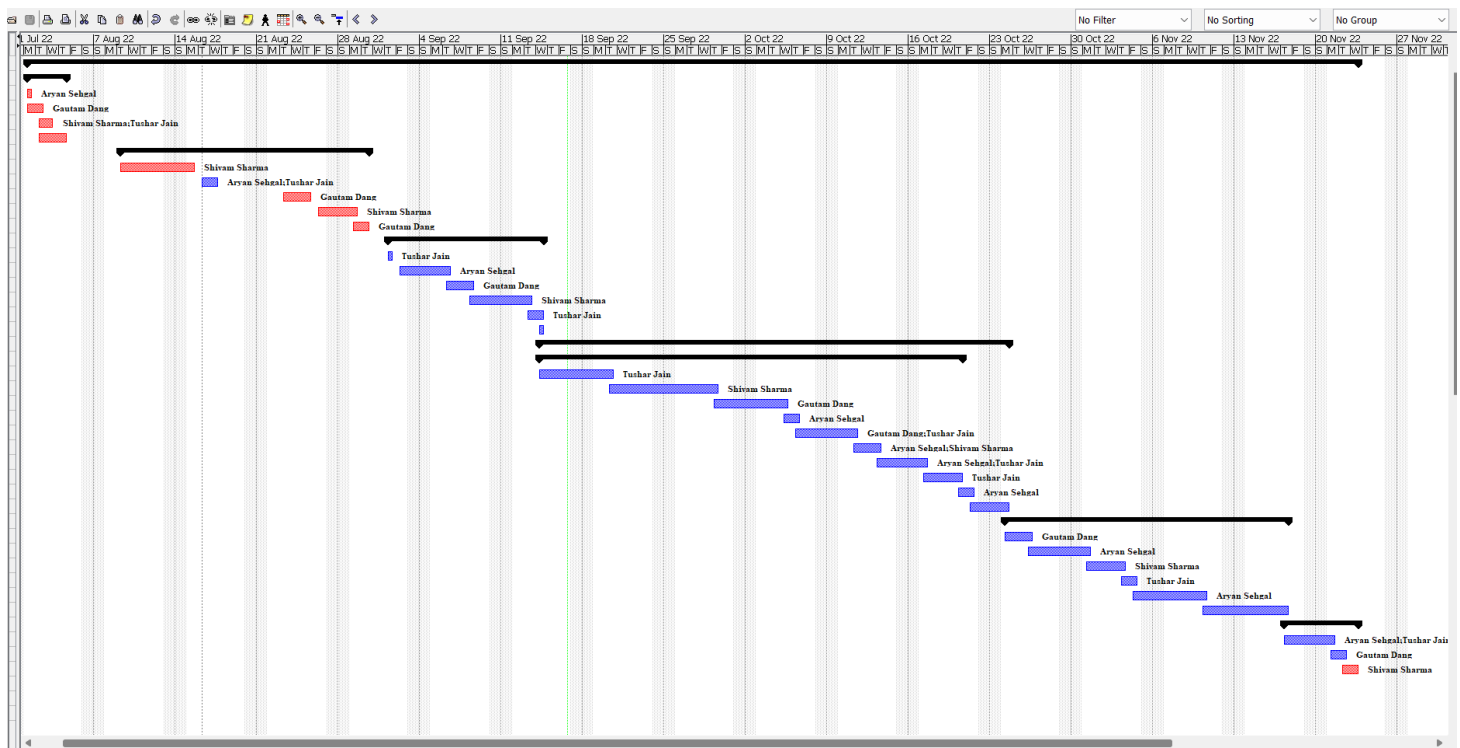 No Filter No Sorting No Group
Jul 22 7 Aug 22 14 Aug 22 21 Aug 22 28 Aug 22 4 Sep 22 11 Sep 22 18 Sep 22 25 Sep 22 2 Oct 22 9 Oct 22 16 Oct 22 23 Oct 22 30 Oct 22 6 Nov 22 13 Nov 22 20 Nov 22 27 Nov 22
M T W T F S S M T W T F S S M T W T F S S M T W T F S S M T W T F S S M T W T F S S M T W T F S S M T W T F S S M T W T F S S M T W T F S S M T W T F S S M T W T F S S M T W T F S S M T W T F S S M T W T F S S M T W T F S S M T W T F S S M T W T
Aryan Sehgal
Gautam Dang
Shivam Sharma;Tushar Jain
Shivam Sharma
Aryan Sehgal;Tushar Jain
Gautam Dang
Shivam Sharma
Gautam Dang
Tushar Jain
Aryan Sehgal
Gautam Dang
Shivam Sharma
Tushar Jain
Tushar Jain
Shivam Sharma
Gautam Dang
Aryan Sehgal
Gautam Dang;Tushar Jain
Aryan Sehgal;Shivam Sharma
Aryan Sehgal;Tushar Jain
Tushar Jain
Aryan Sehgal
Gautam Dang
Aryan Sehgal
Shivam Sharma
Tushar Jain
Aryan Sehgal
Aryan Sehgal;Tushar Jain
Gautam Dang
Shivam Sharma